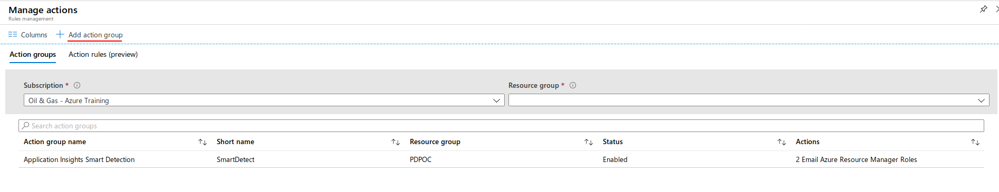 Manage actions
Rules management
Columns Add action group
Action groups Action rules (preview)
Subscription * Resource group *
Oil & Gas - Azure Training
Search action groups
Action group name Short name Resource group Status Actions
Application Insights Smart Detection SmartDetect PDPOC Enabled 2 Email Azure Resource Manager Roles